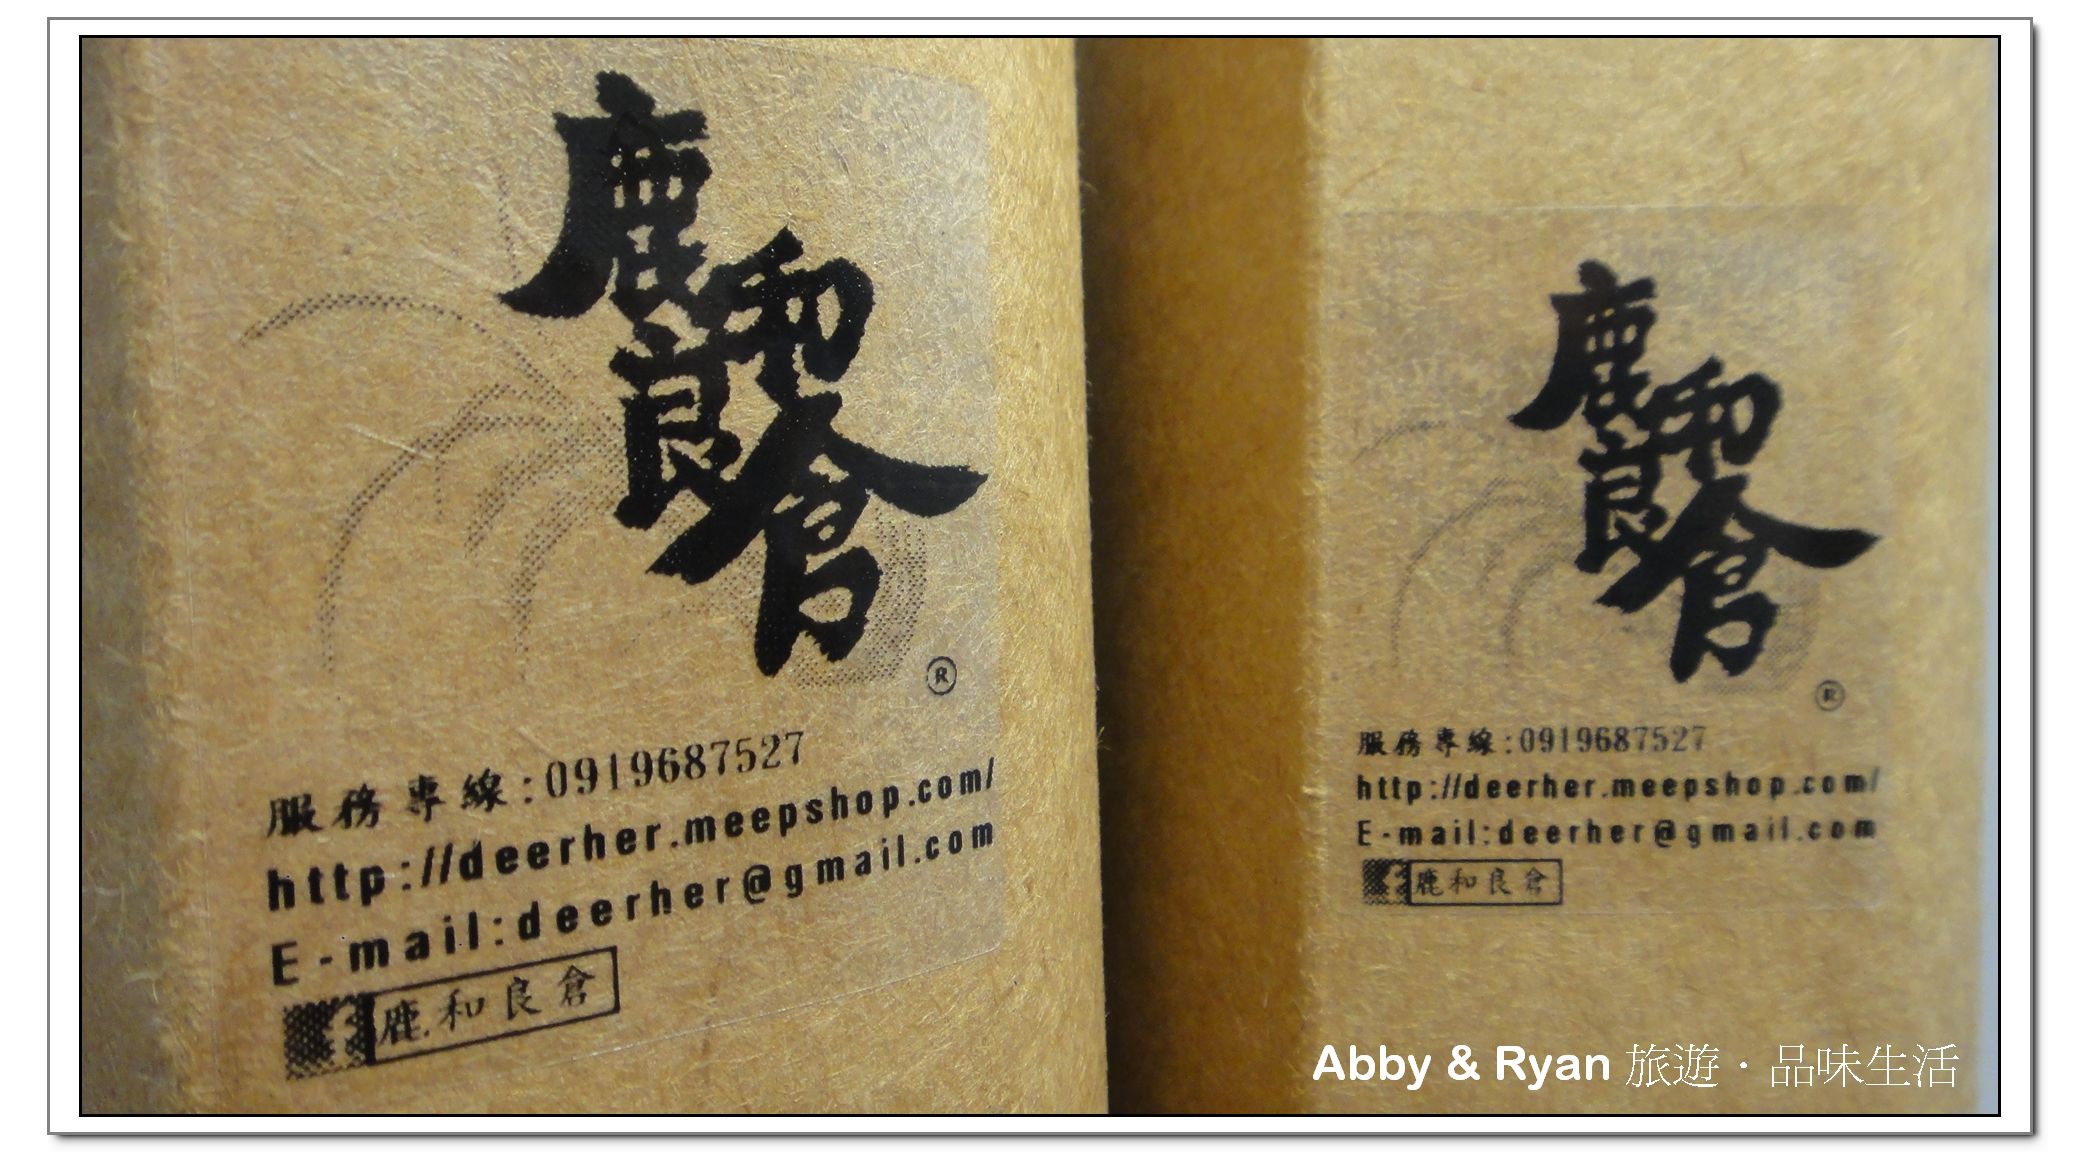 鹿和良倉
®
服務專線:0919687527
http://deerher.meepshop.com/
E-mail:deerher@gmail.com
鹿和良倉
鹿和良倉
®
服務專線:0919687527
http://deerher.meepshop.com/
E-mail:deerher@gmail.com
鹿和良倉
Abby & Ryan 旅遊・品味生活